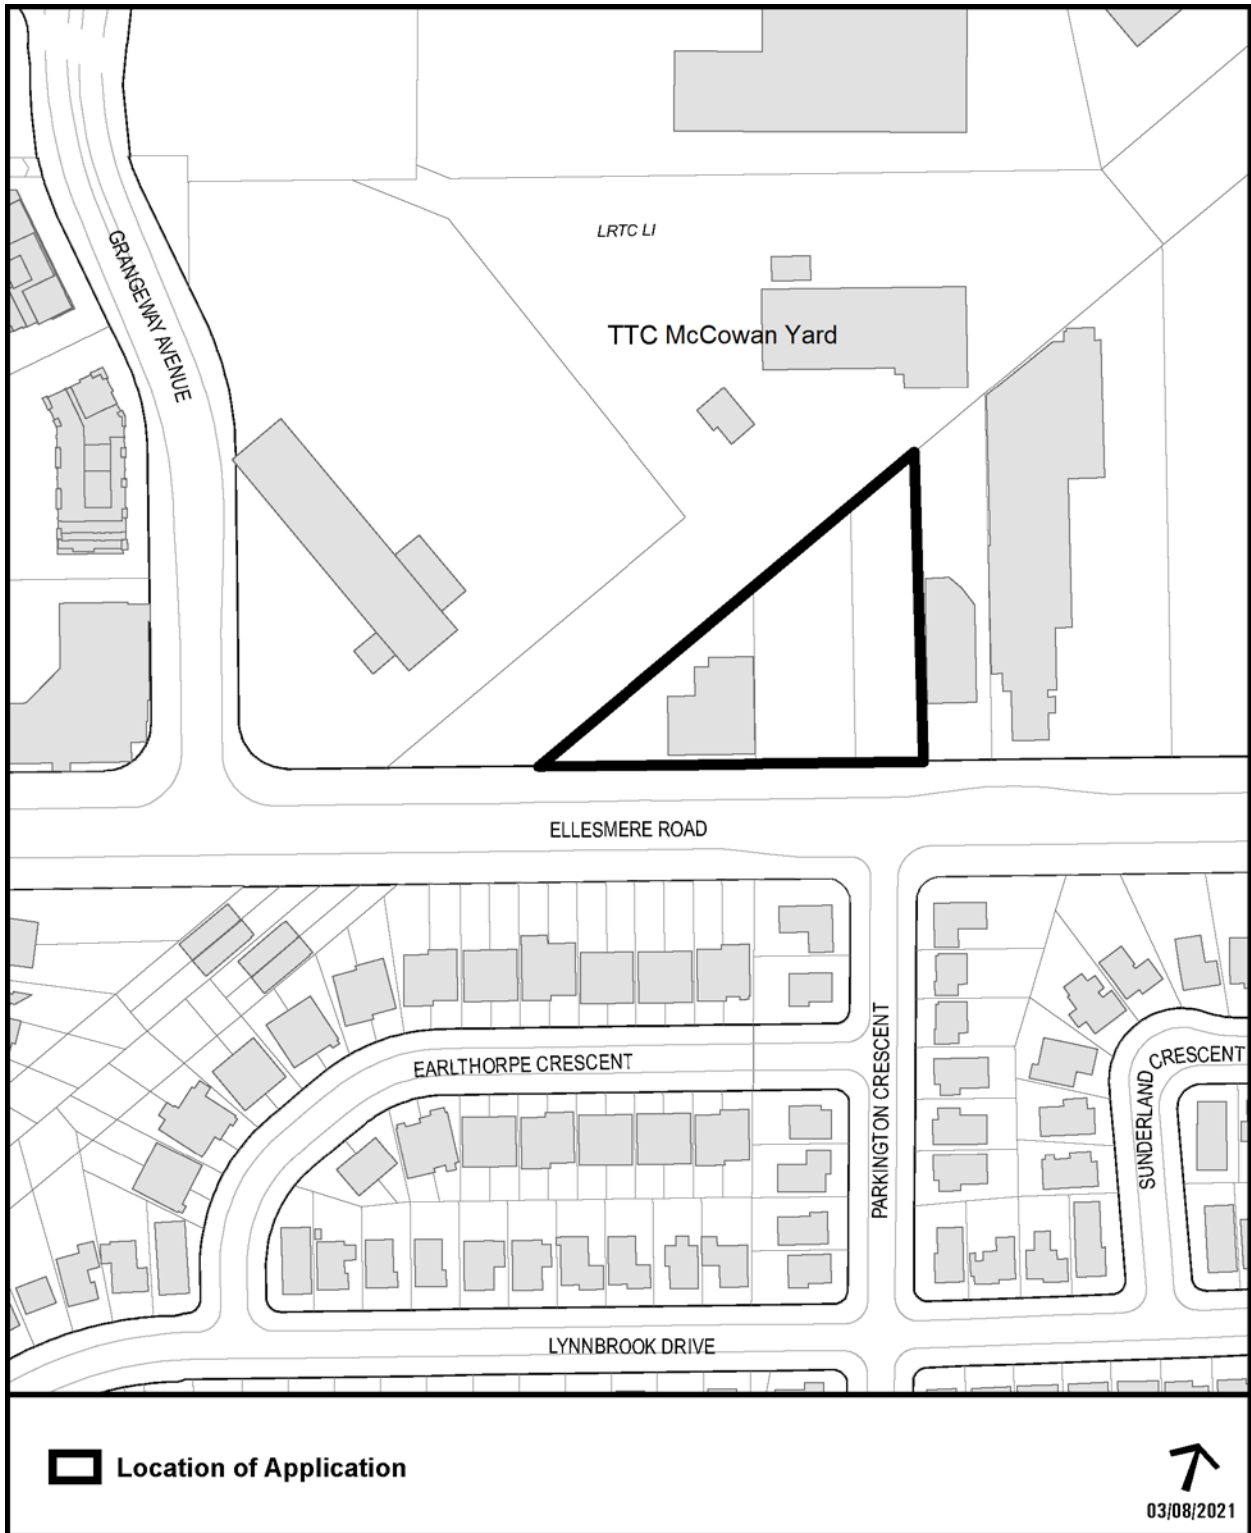 LRTC LI
GRANGEWAY AVENUE
TTC McCowan Yard
ELLESMERE ROAD
EARLTHORPE CRESCENT
PARKINGTON CRESCENT
SUNDERLAND CRESCENT
LYNNBROOK DRIVE
Location of Application
03/08/2021